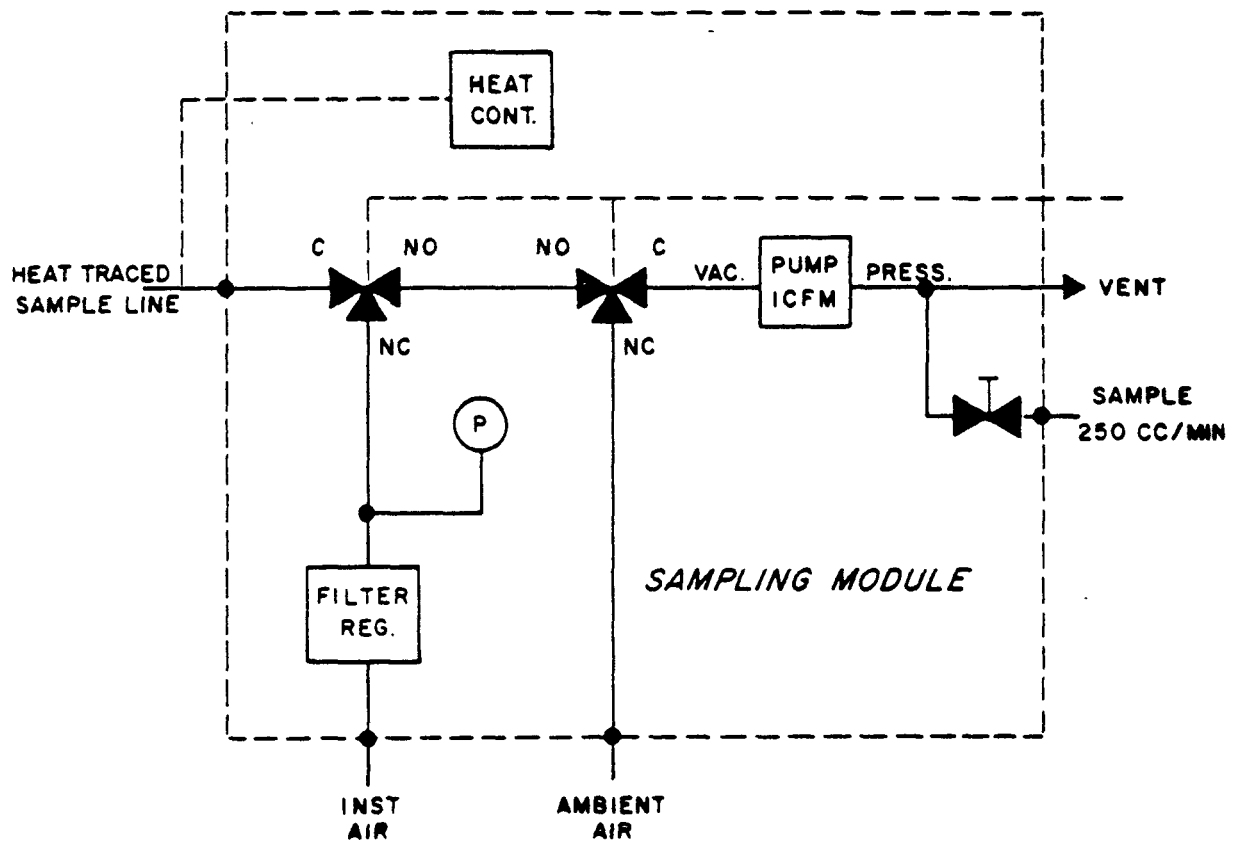 HEAT
CONT.
C
NO
NO
C
HEAT TRACED
SAMPLE LINE
VAC.
PUMP
1CFM
PRESS.
VENT
NC
NC
SAMPLE
250 CC/MIN
P
SAMPLING MODULE
FILTER
REG.
INST
AIR
AMBIENT
AIR